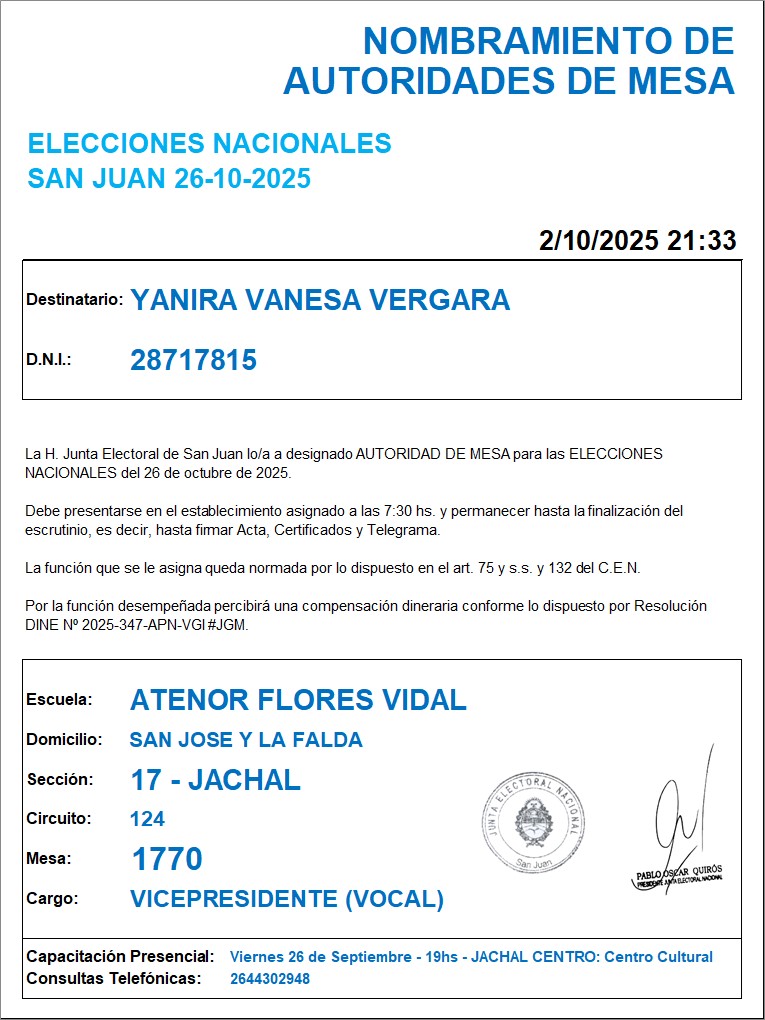 NOMBRAMIENTO DE
AUTORIDADES DE MESA
ELECCIONES NACIONALES
SAN JUAN 26-10-2025
2/10/2025 21:33
Destinatario: YANIRA VANESA VERGARA
D.N.I.: 28717815
La H. Junta Electoral de San Juan lo/a a designado AUTORIDAD DE MESA para las ELECCIONES
NACIONALES del 26 de octubre de 2025.
Debe presentarse en el establecimiento asignado a las 7:30 hs. y permanecer hasta la finalización del
escrutinio, es decir, hasta firmar Acta, Certificados y Telegrama.
La función que se le asigna queda normada por lo dispuesto en el art. 75 y s.s. y 132 del C.E.N.
Por la función desempeñada percibirá una compensación dineraria conforme lo dispuesto por Resolución
DINE Nº 2025-347-APN-VGI#JGM.
Escuela: ATENOR FLORES VIDAL
Domicilio: SAN JOSE Y LA FALDA
Sección: 17 - JACHAL
Circuito: 124
Mesa: 1770
Cargo: VICEPRESIDENTE (VOCAL)
JUNTA ELECTORAL NACIONAL
San Juan
PABLO OSCAR QUIRÓS
PRESIDENTE JUNTA ELECTORAL NACIONAL
Capacitación Presencial: Viernes 26 de Septiembre - 19hs - JACHAL CENTRO: Centro Cultural
Consultas Telefónicas: 2644302948